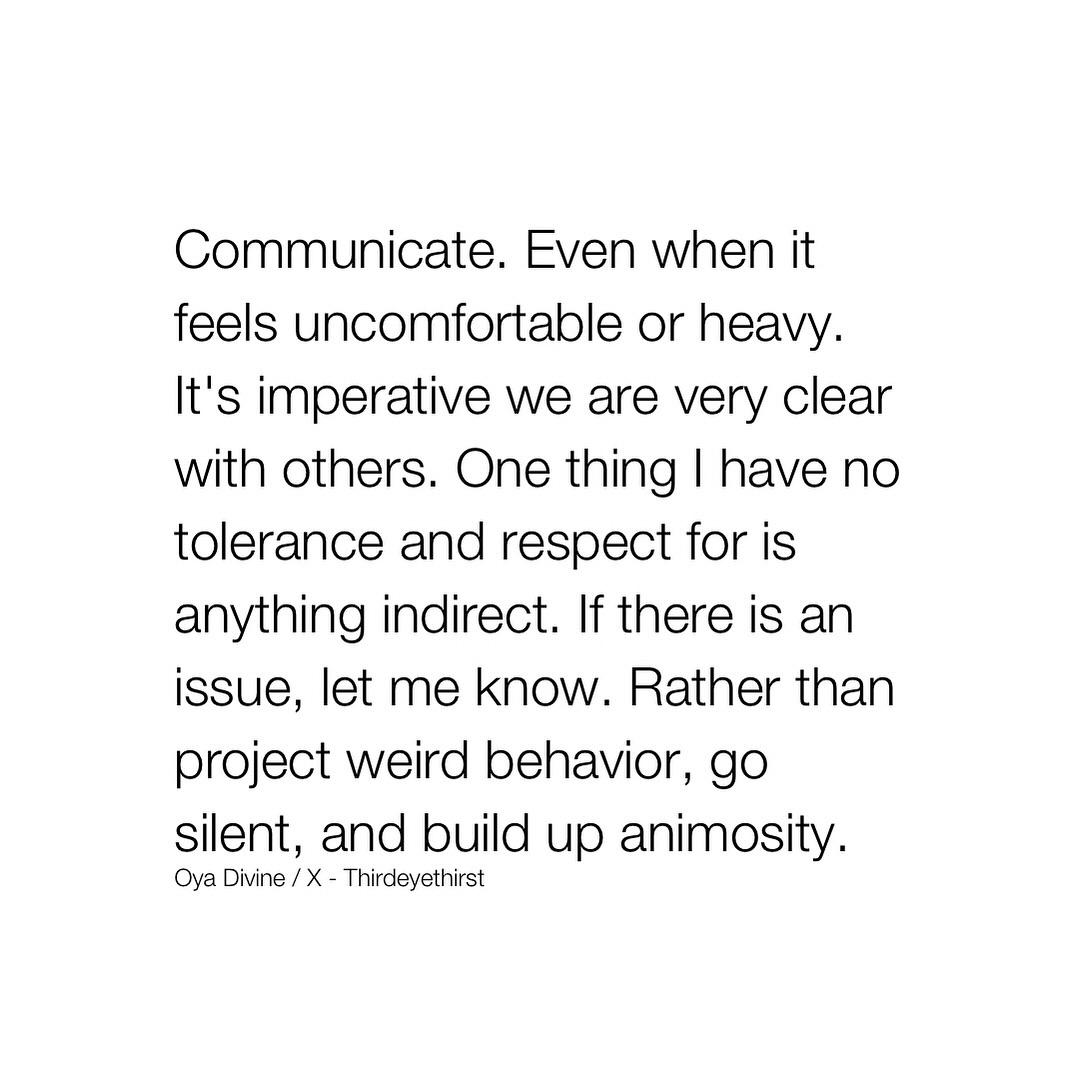 Communicate. Even when it
feels uncomfortable or heavy.
It's imperative we are very clear
with others. One thing I have no
tolerance and respect for is
anything indirect. If there is an
issue, let me know. Rather than
project weird behavior, go
silent, and build up animosity.
Oya Divine / X - Thirdeyethirst